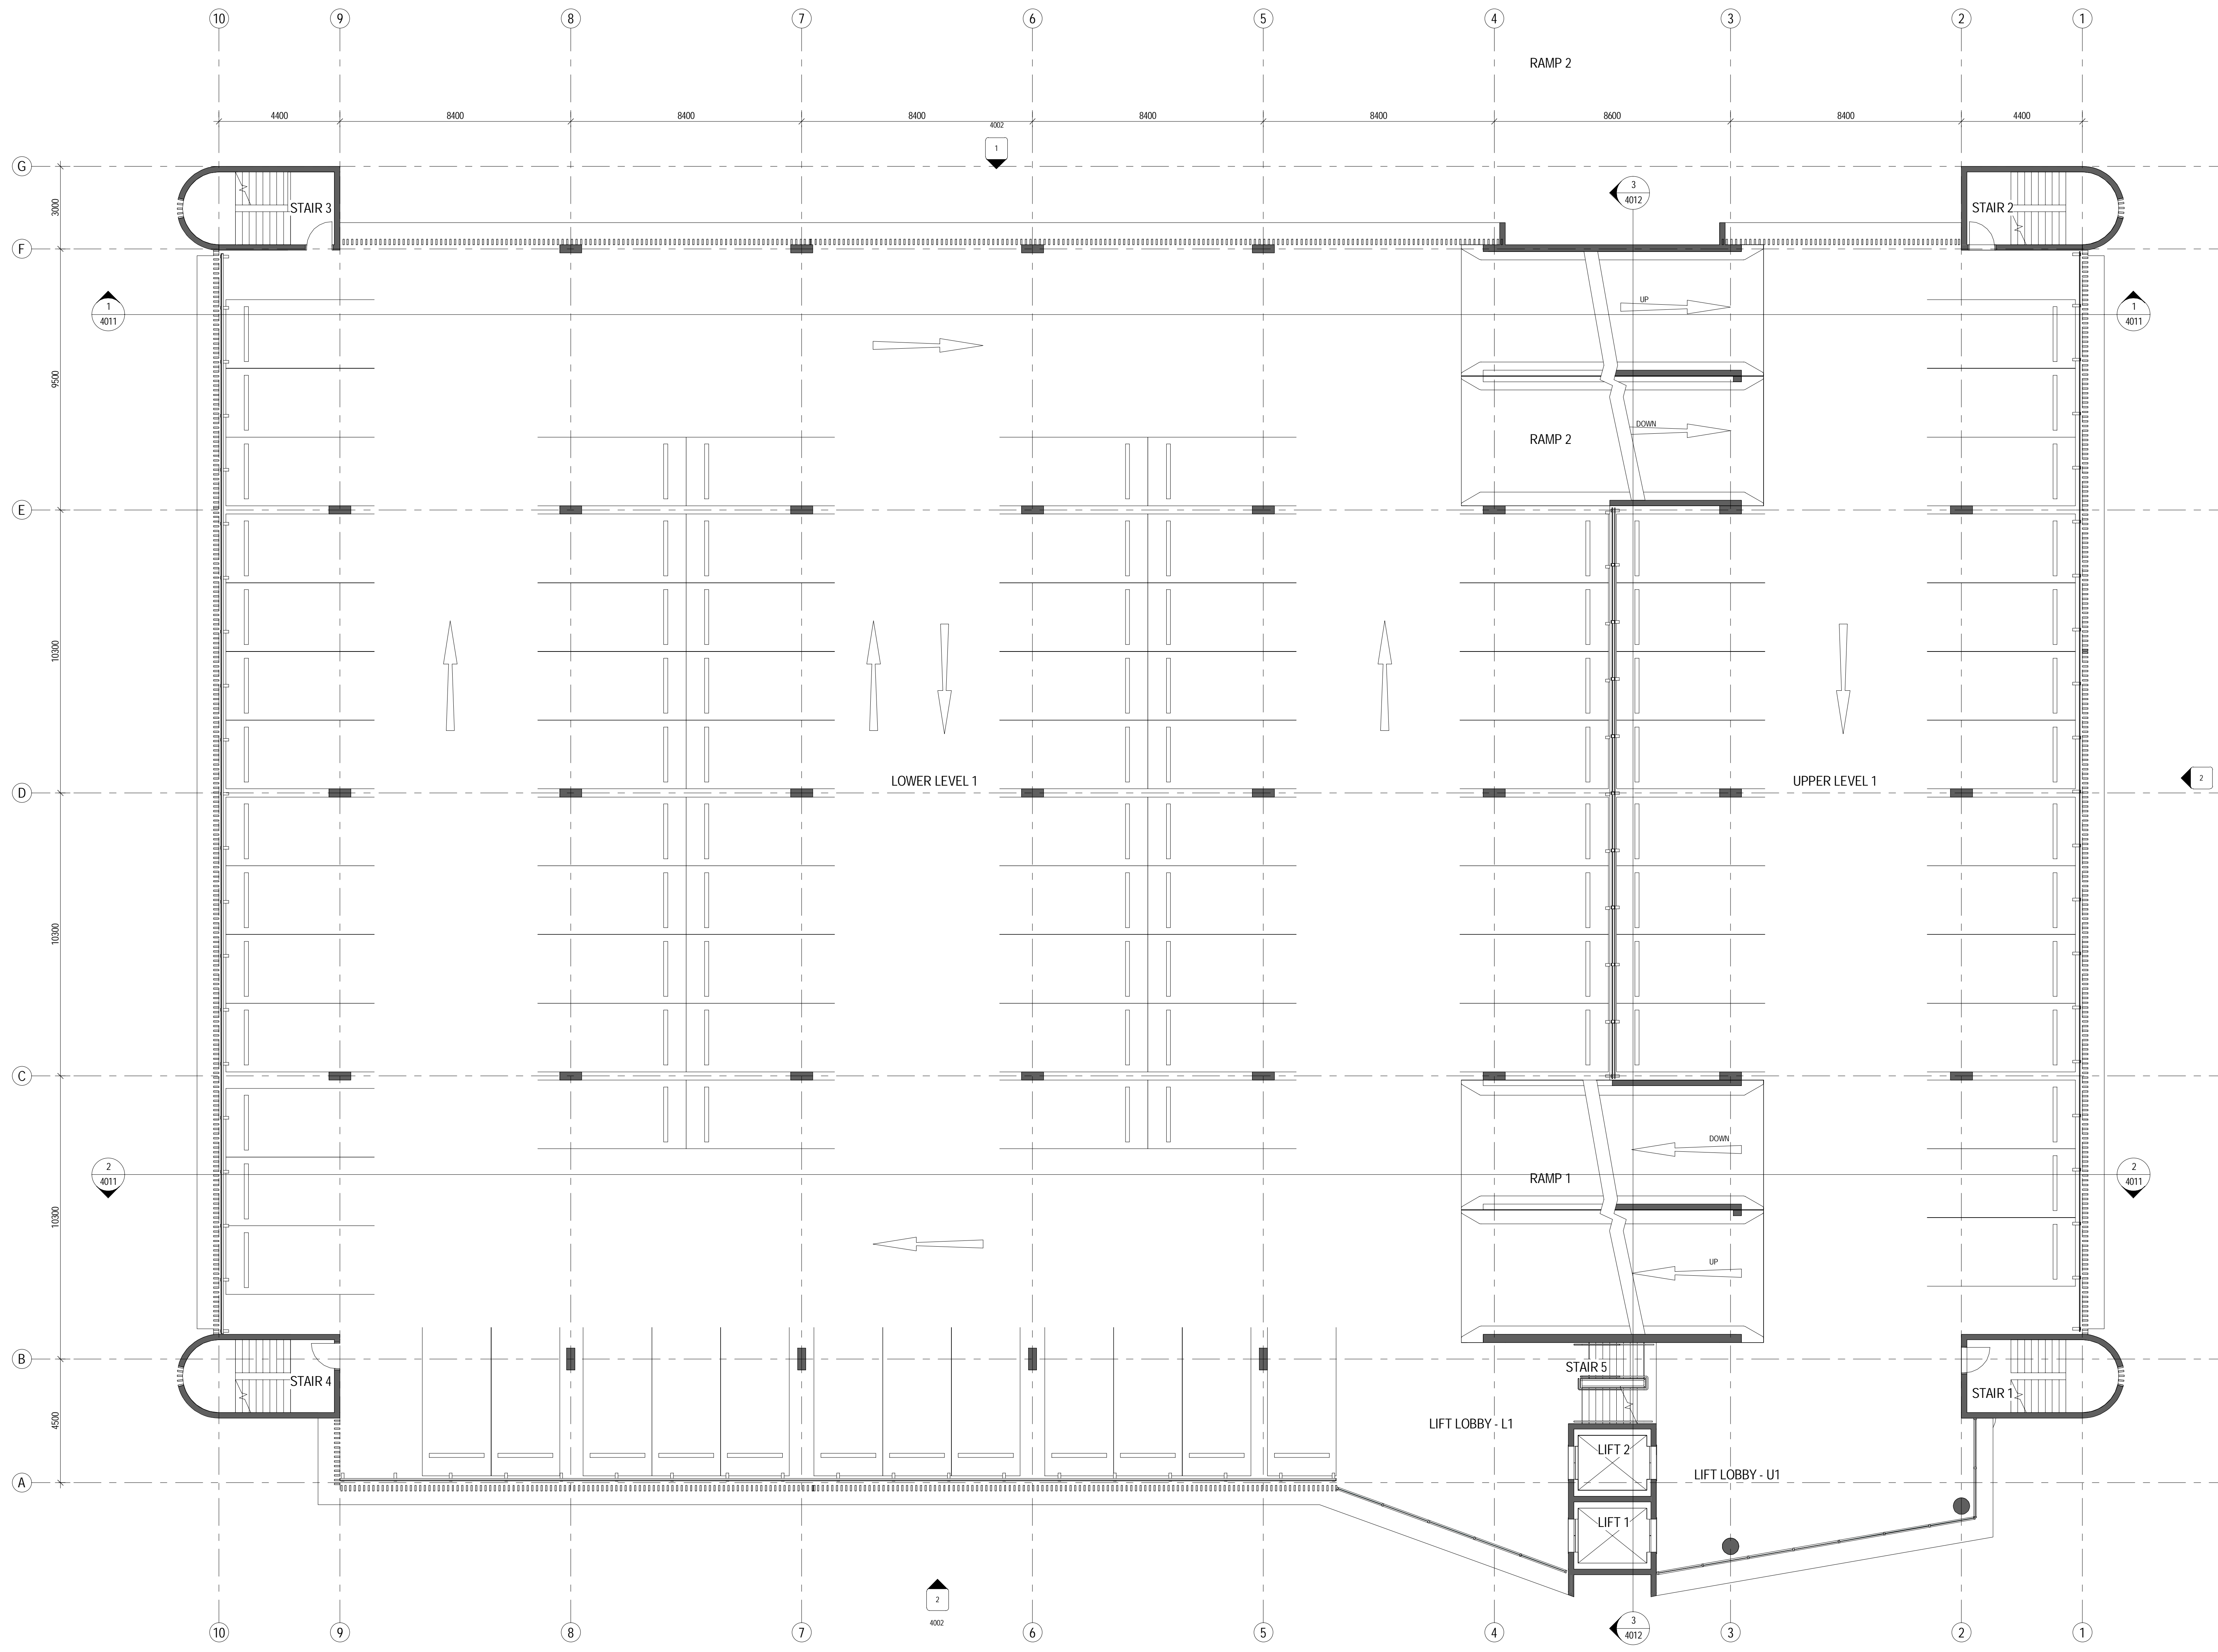 10 9 8 7 6 5 4 3 2 1
RAMP 2
4400 8400 8400 8400 8400 8400 8600 8400 4400
4002
1
G
3
4012
3000
STAIR 3
STAIR 2
F
1
4011
UP
1
4011
9500
DOWN
RAMP 2
E
10300
LOWER LEVEL 1
UPPER LEVEL 1
2
D
10300
C
DOWN
2
4011
RAMP 1
2
4011
10300
UP
B
STAIR 5
STAIR 4
STAIR 1
4500
LIFT LOBBY - L1
LIFT 2
LIFT LOBBY - U1
A
LIFT 1
2
4002
3
4012
10 9 8 7 6 5 4 3 2 1